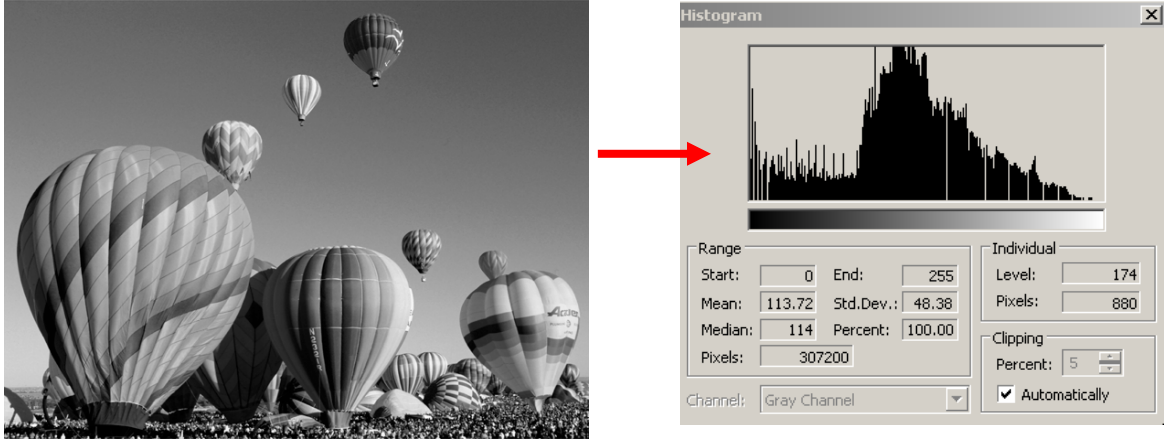 Histogram
Range
Start: 0 End: 255
Mean: 113.72 Std.Dev.: 48.38
Median: 114 Percent: 100.00
Pixels: 307200
Channel: Gray Channel
Individual
Level: 174
Pixels: 880
Clipping
Percent: 5
Automatically